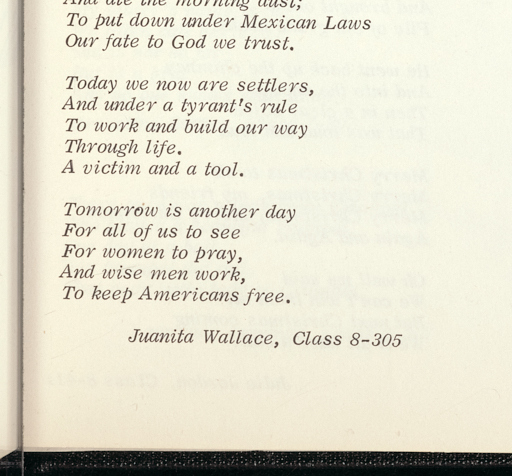 And ate the morning dust;
To put down under Mexican Laws
Our fate to God we trust.
Today we now are settlers,
And under a tyrant's rule
To work and build our way
Through life.
A victim and a tool.
Tomorrow is another day
For all of us to see
For women to pray,
And wise men work,
To keep Americans free.
Juanita Wallace, Class 8-305